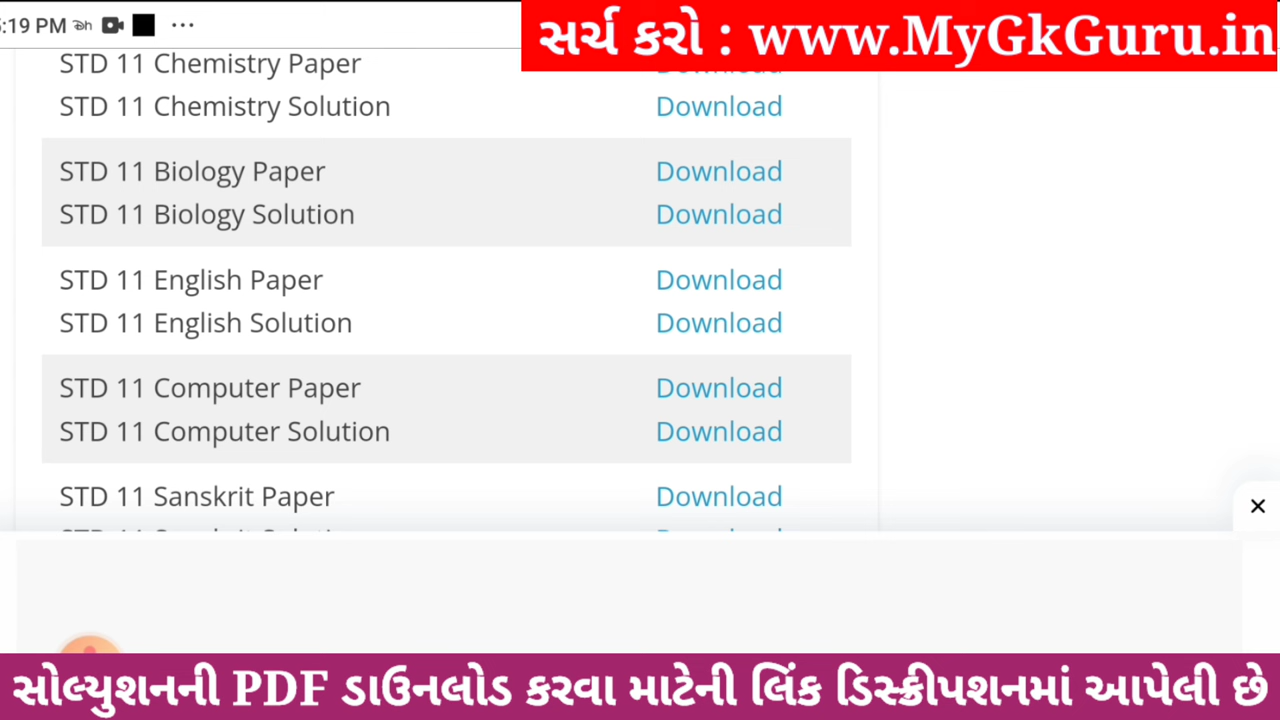 :19 PM
સર્ચ કરો : www.MyGkGuru.in
STD 11 Chemistry Paper
STD 11 Chemistry Solution Download
STD 11 Biology Paper Download
STD 11 Biology Solution Download
STD 11 English Paper Download
STD 11 English Solution Download
STD 11 Computer Paper Download
STD 11 Computer Solution Download
STD 11 Sanskrit Paper Download
સોલ્યુશનની PDF ડાઉનલોડ કરવા માટેની લિંક ડિસ્ક્રીપશનમાં આપેલી છે